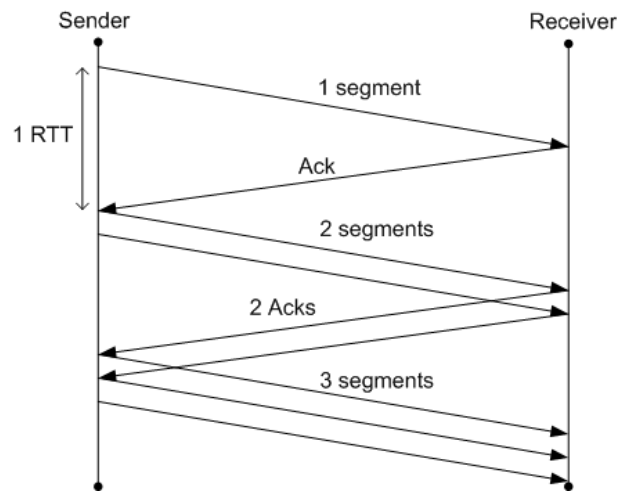 Sender
Receiver
1 segment
1 RTT
Ack
2 segments
2 Acks
3 segments